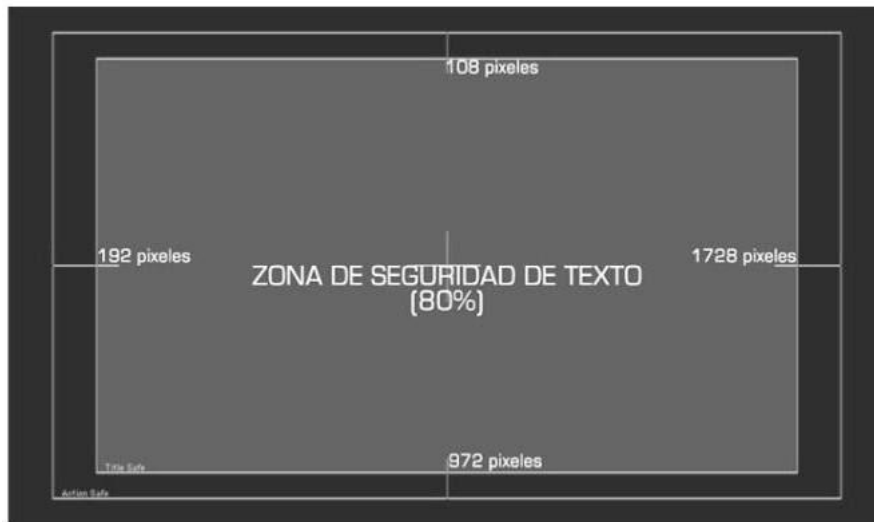 108 pixeles
192 pixeles
1728 pixeles
ZONA DE SEGURIDAD DE TEXTO
(80%)
972 pixeles
Title Safe
Action Safe